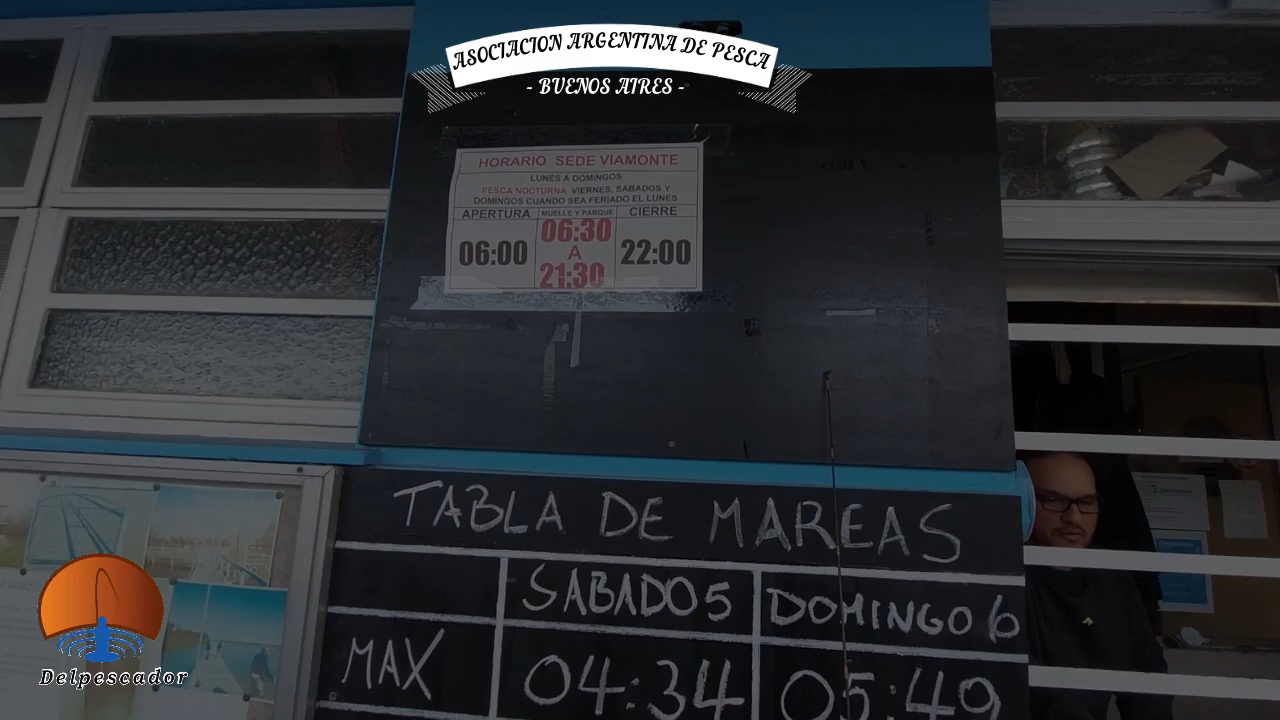 ASOCIACION ARGENTINA DE PESCA
- BUENOS AIRES -
HORARIO SEDE VIAMONTE
LUNES A DOMINGOS
PESCA NOCTURNA VIERNES, SABADOS Y
DOMINGOS CUANDO SEA FERIADO EL LUNES
APERTURA MUELLE Y PARQUE CIERRE
06:00 06:30 A 21:30 22:00
TABLA DE MAREAS
SABADO 5 DOMINGO 6
MAX 04:34 05:49
Delpescador